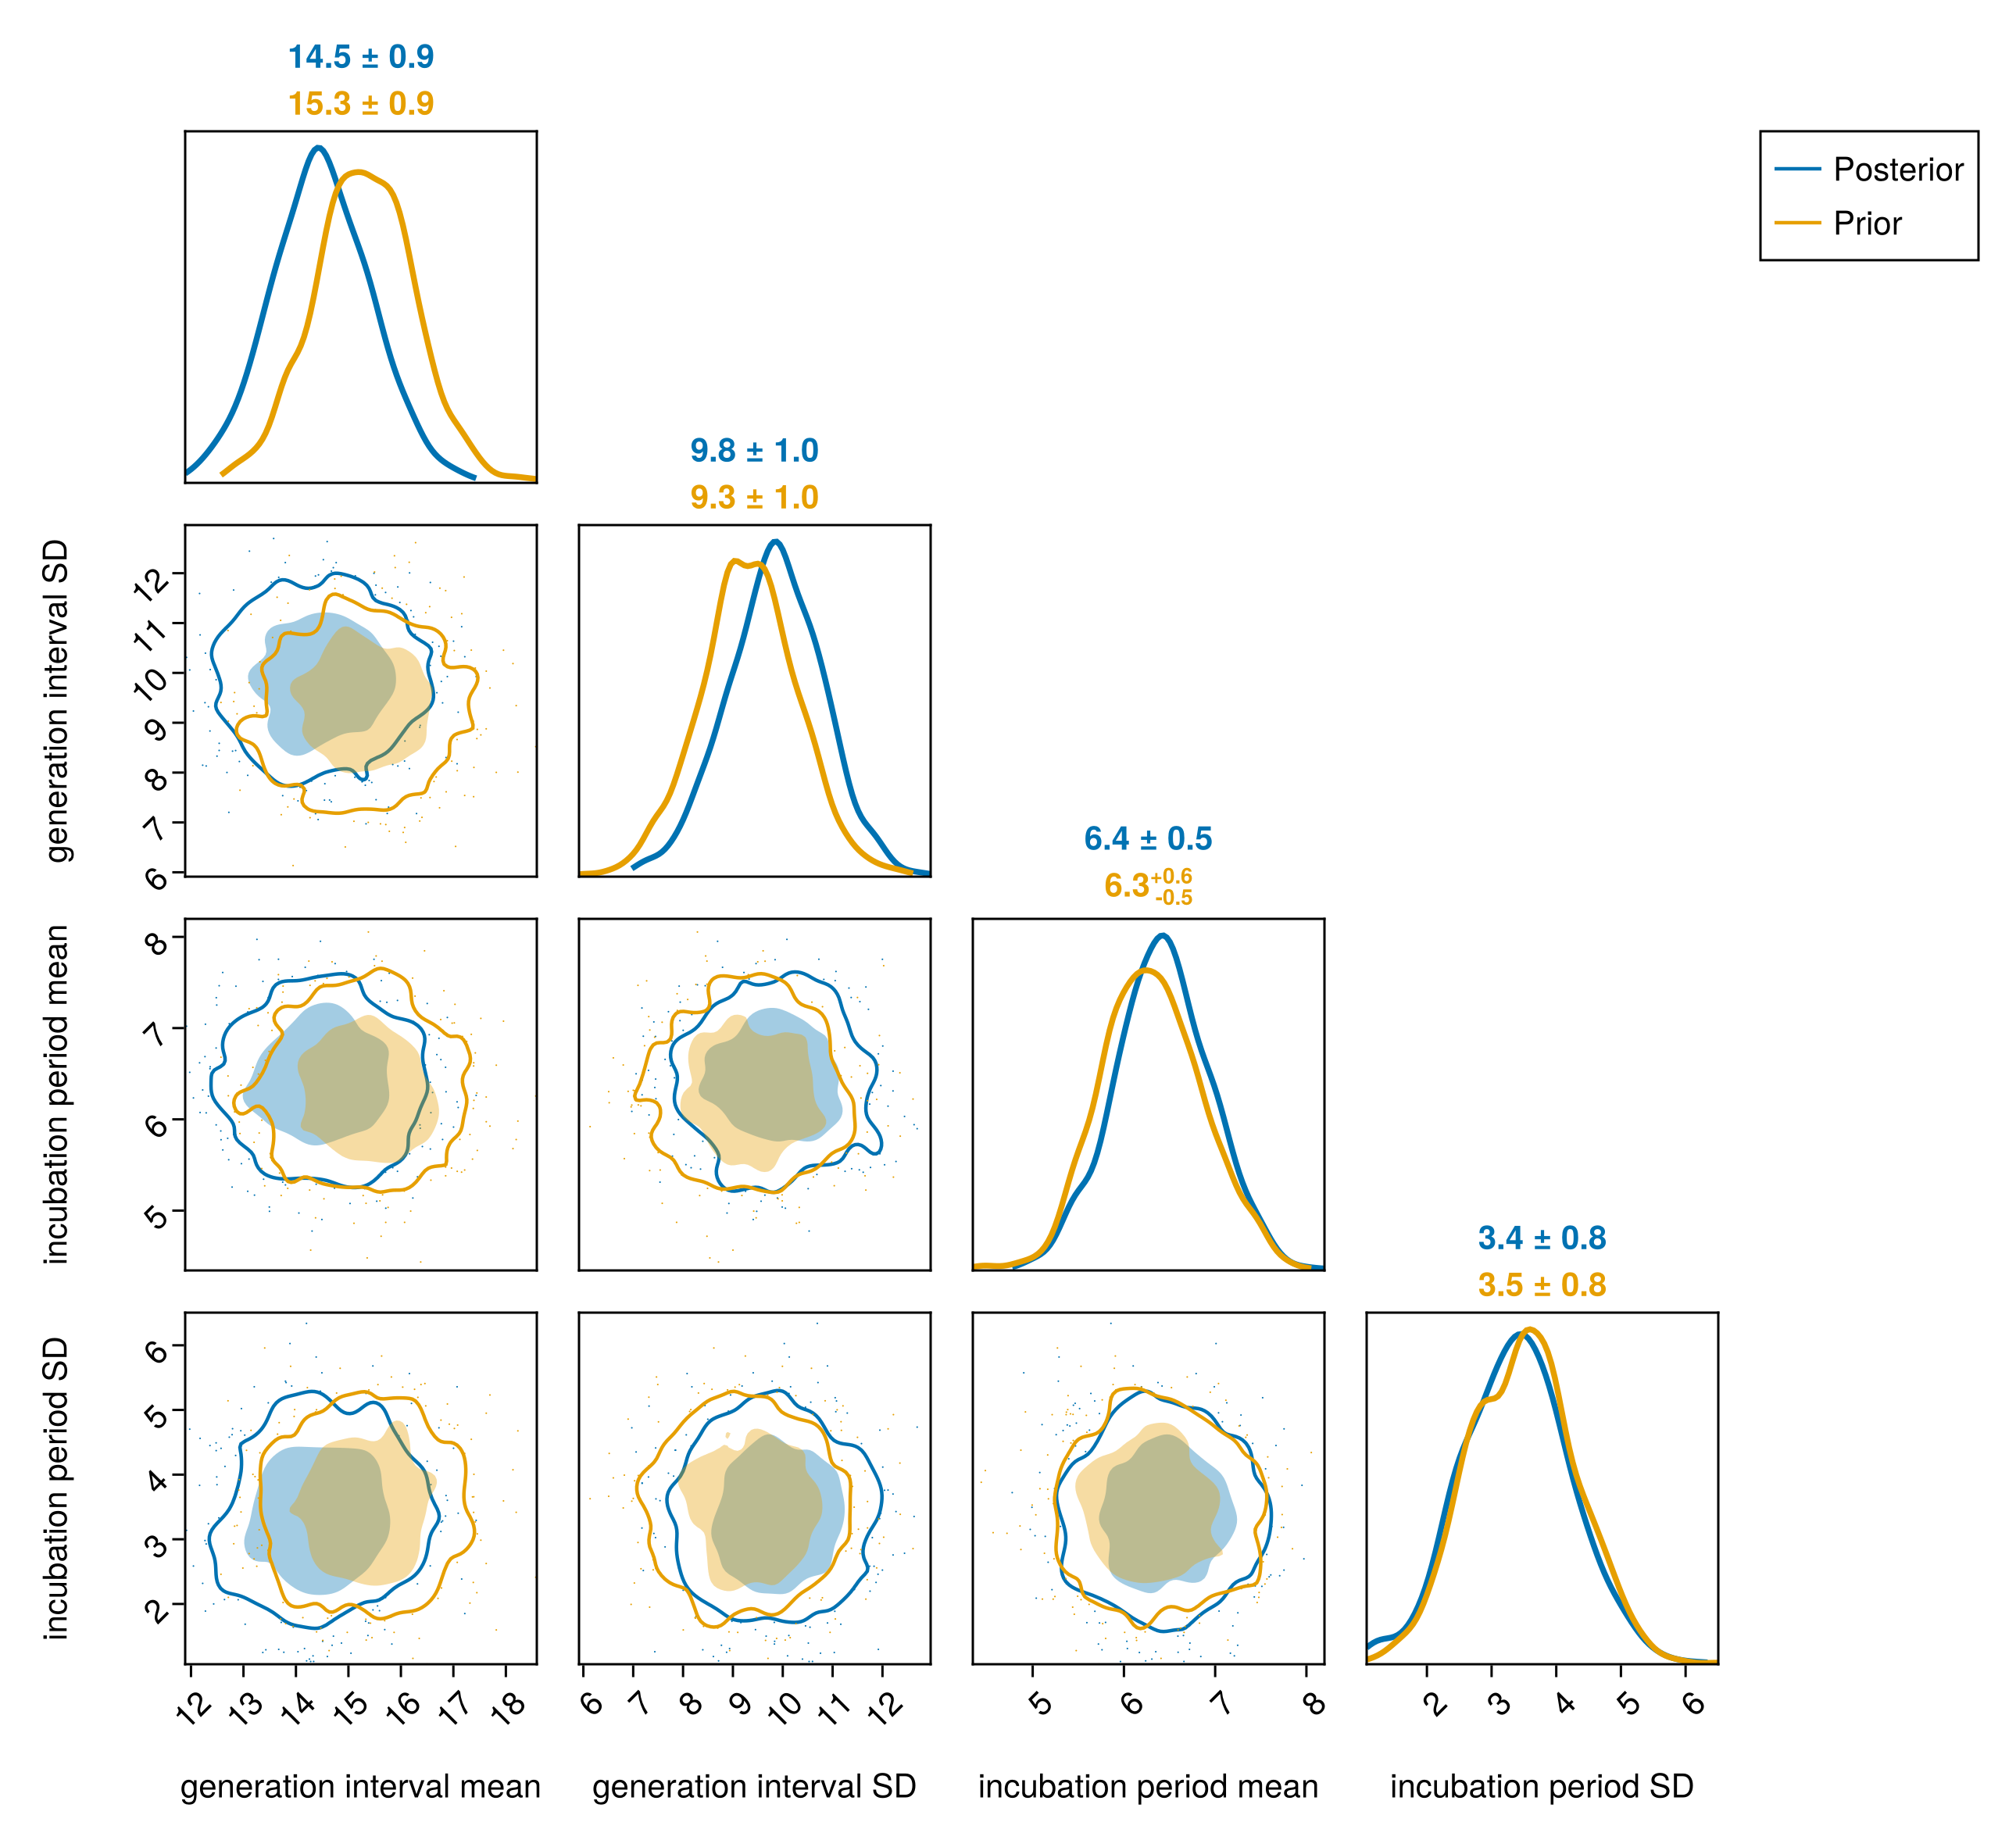 14.5 ± 0.9
15.3 ± 0.9
Posterior
Prior
9.8 ± 1.0
9.3 ± 1.0
generation interval SD
12
11
10
9
8
7
6
6.4 ± 0.5
6.3+0.6
-0.5
incubation period mean
8
7
6
5
3.4 ± 0.8
3.5 ± 0.8
incubation period SD
6
5
4
3
2
12 13 14 15 16 17 18
6 7 8 9 10 11 12
5 6 7 8
2 3 4 5 6
generation interval mean
generation interval SD
incubation period mean
incubation period SD